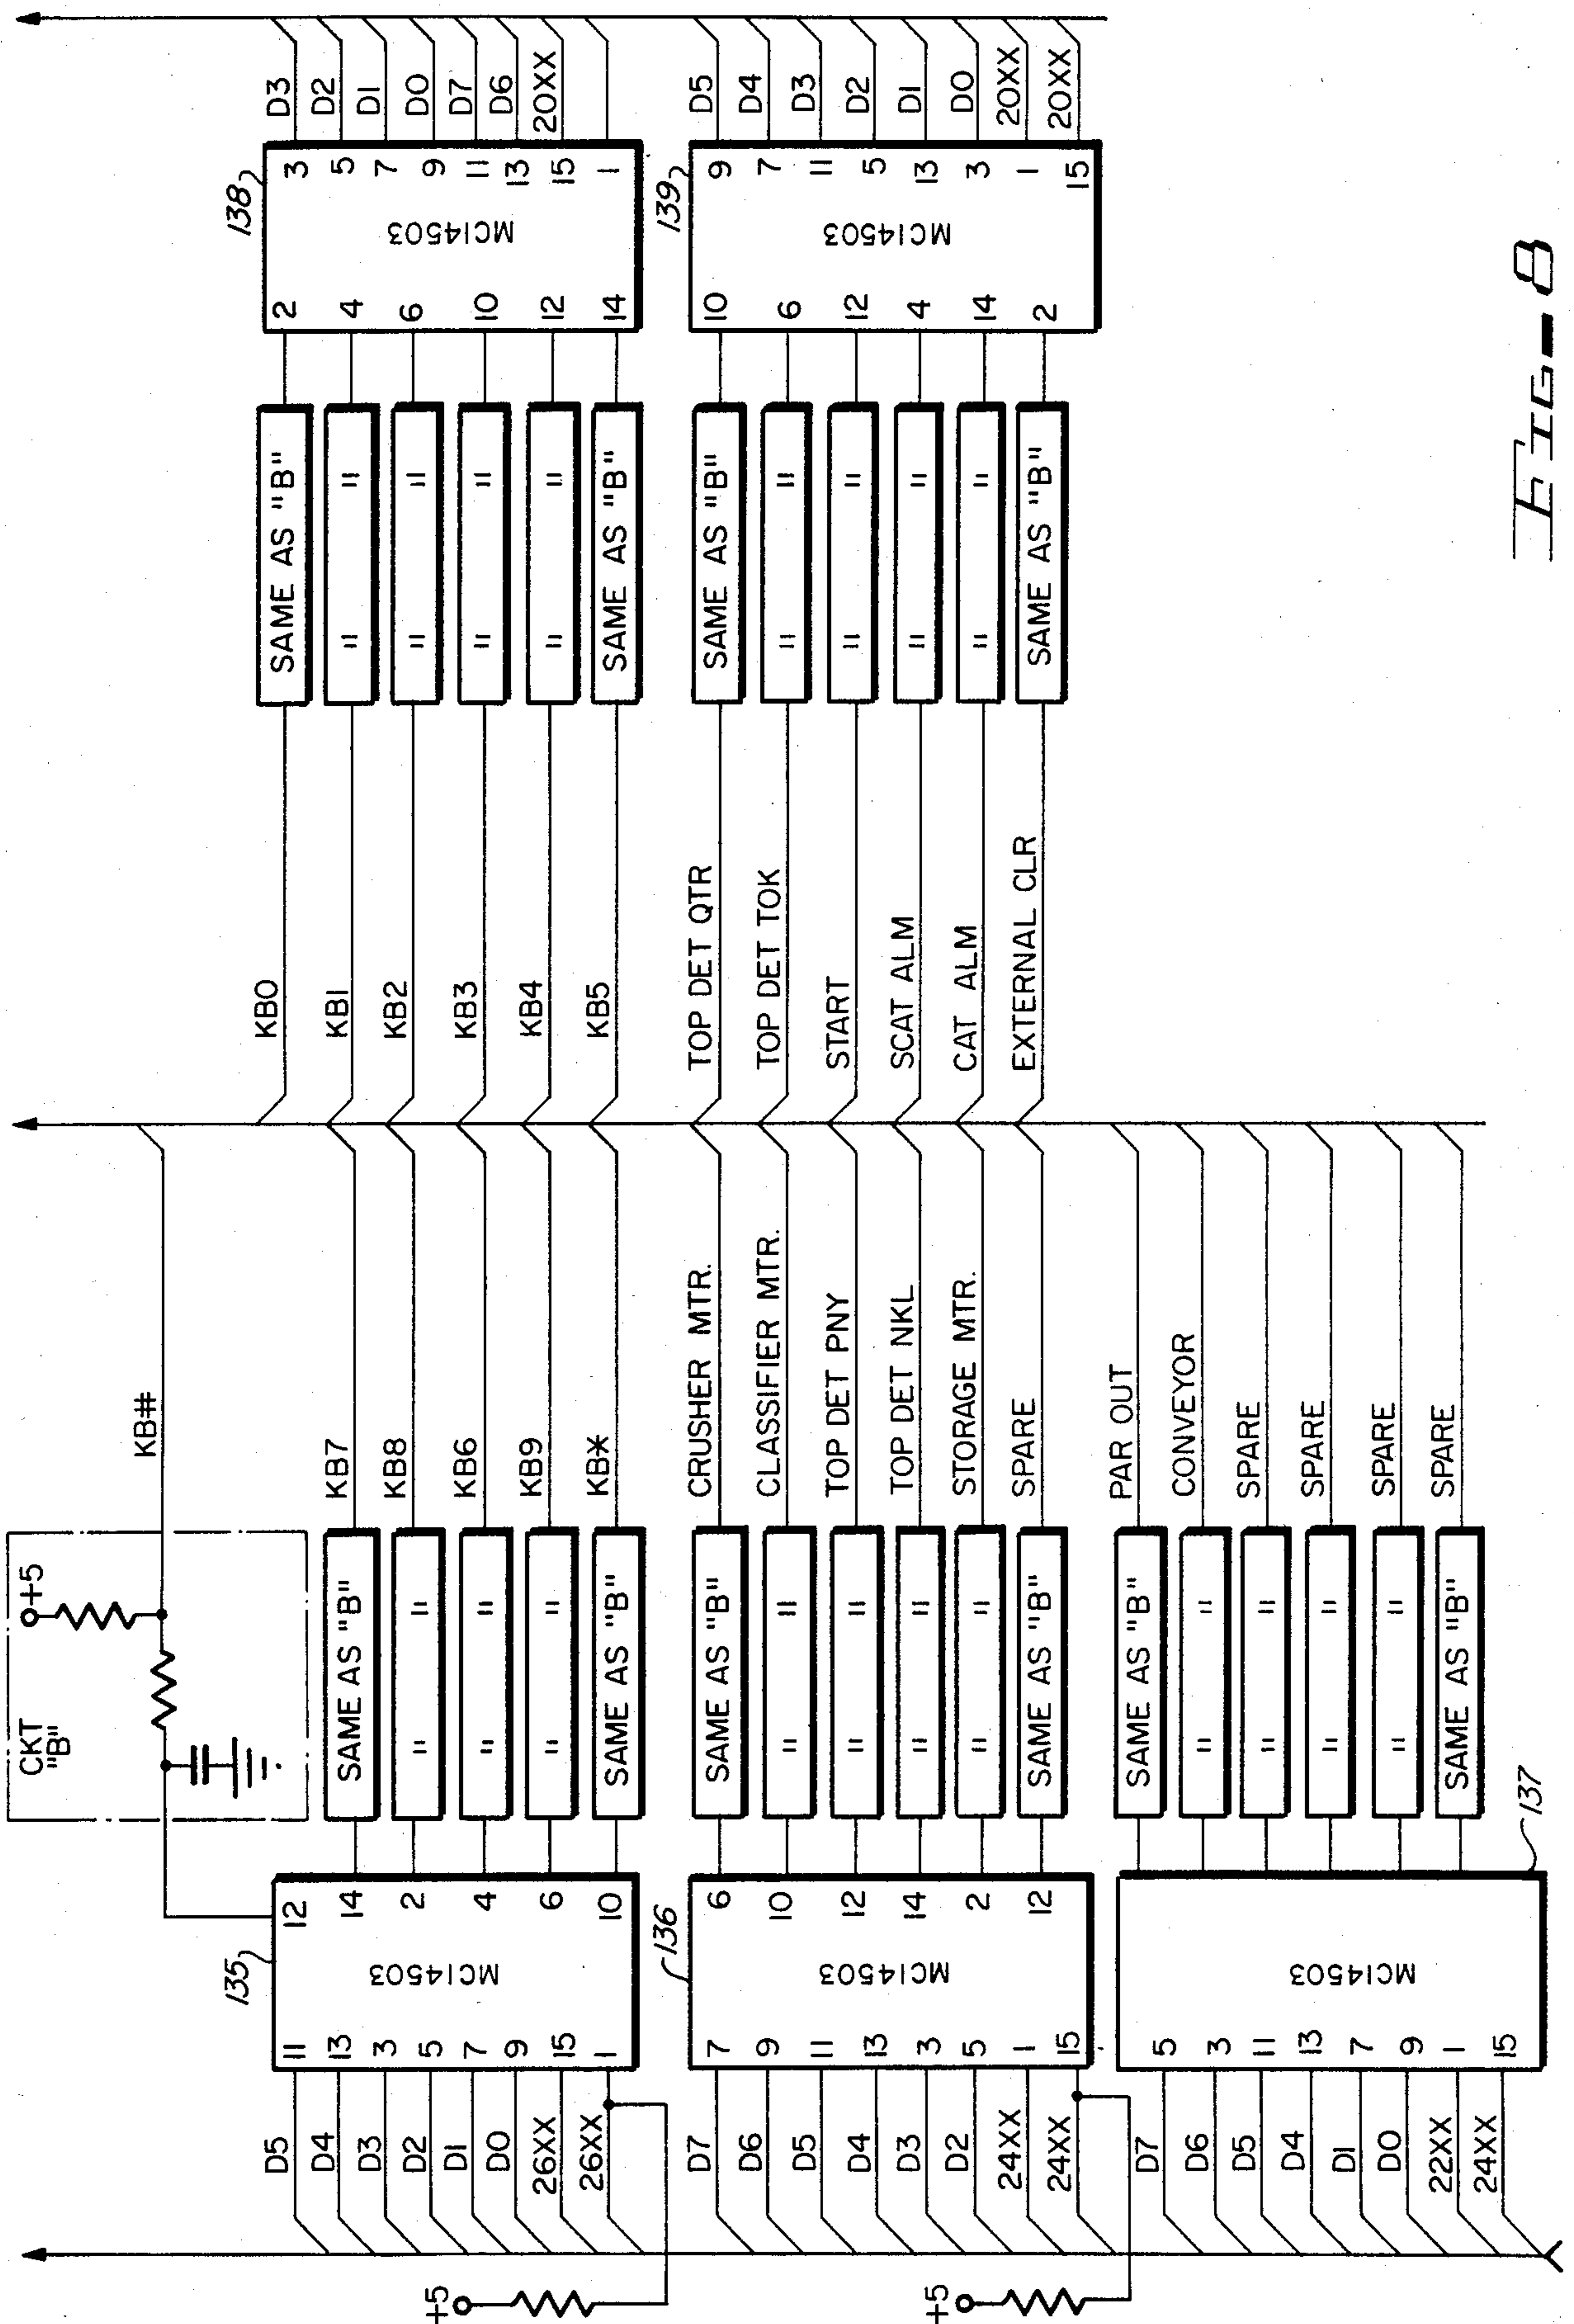 CKT
"B"
+5
KB#
135
MC14503
11 12
13 14
3 2
5 4
7 6
9 10
15
1
D5
D4
D3
D2
D1
D0
26XX
26XX
+5
SAME AS "B" KB7
" " KB8
" " KB6
" " KB9
SAME AS "B" KB*
136
MC14503
7 6
9 10
11 12
13 14
3 2
5 12
1
15
D7
D6
D5
D4
D3
D2
24XX
24XX
+5
SAME AS "B" CRUSHER MTR.
" " CLASSIFIER MTR.
" " TOP DET PNY
" " TOP DET NKL
" " STORAGE MTR.
SAME AS "B" SPARE
137
MC14503
5
3
11
13
7
9
1
15
D7
D6
D5
D4
D1
D0
22XX
24XX
SAME AS "B" PAR OUT
" " CONVEYOR
" " SPARE
" " SPARE
" " SPARE
SAME AS "B" SPARE
138
MC14503
KB0 SAME AS "B" 2
KB1 " " 4
KB2 " " 6
KB3 " " 10
KB4 " " 12
KB5 SAME AS "B" 14
3 D3
5 D2
7 D1
9 D0
11 D7
13 D6
15 20XX
1
139
MC14503
TOP DET QTR SAME AS "B" 10
TOP DET TOK " " 6
START " " 12
SCAT ALM " " 4
CAT ALM " " 14
EXTERNAL CLR SAME AS "B" 2
9 D5
7 D4
11 D3
5 D2
13 D1
3 D0
1 20XX
15 20XX
FIG-8